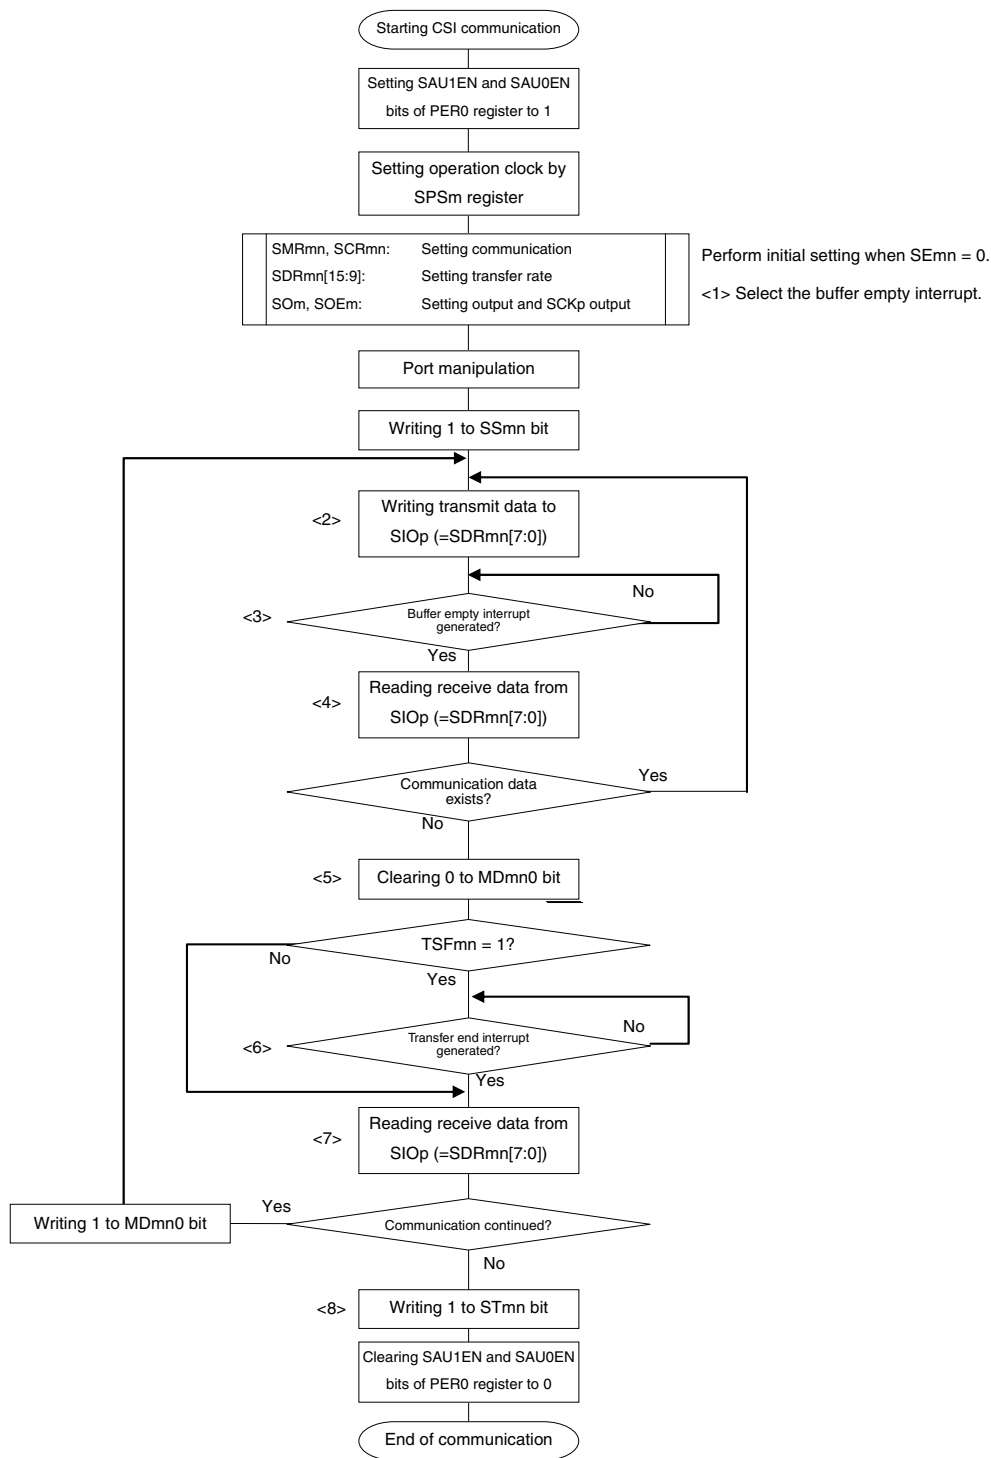 Starting CSI communication
Setting SAU1EN and SAU0EN
bits of PER0 register to 1
Setting operation clock by
SPSm register
SMRmn, SCRmn: Setting communication
SDRmn[15:9]: Setting transfer rate
SOm, SOEm: Setting output and SCKp output
Perform initial setting when SEmn = 0.
<1> Select the buffer empty interrupt.
Port manipulation
Writing 1 to SSmn bit
<2>
Writing transmit data to
SIOp (=SDRmn[7:0])
No
<3>
Buffer empty interrupt
generated?
Yes
<4>
Reading receive data from
SIOp (=SDRmn[7:0])
Communication data
exists?
Yes
No
<5>
Clearing 0 to MDmn0 bit
TSFmn = 1?
No
Yes
No
<6>
Transfer end interrupt
generated?
Yes
<7>
Reading receive data from
SIOp (=SDRmn[7:0])
Yes
Writing 1 to MDmn0 bit
Communication continued?
No
<8>
Writing 1 to STmn bit
Clearing SAU1EN and SAU0EN
bits of PER0 register to 0
End of communication